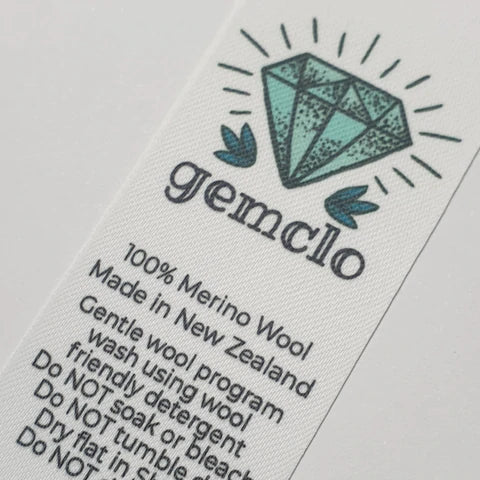 gemclo
100% Merino Wool
Made in New Zealand
Gentle wool program
wash using wool
friendly detergent
Do NOT soak or bleach
Do NOT tumble
Dry flat in
Do NOT